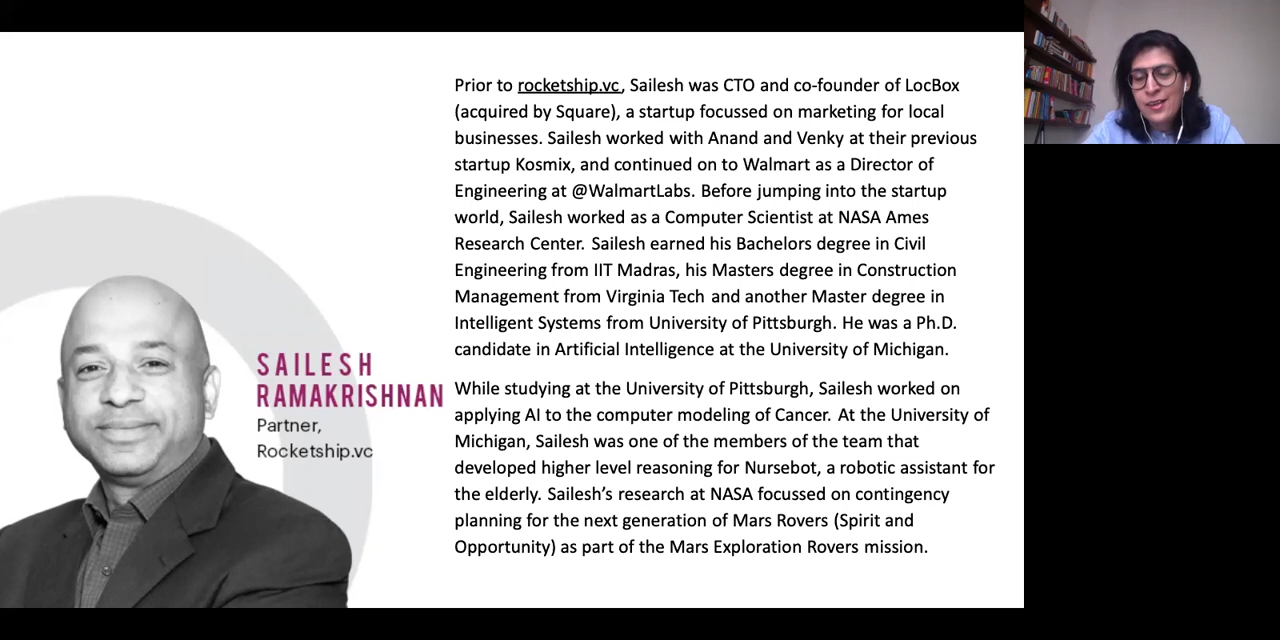 Prior to rocketship.vc, Sailesh was CTO and co-founder of LocBox
(acquired by Square), a startup focussed on marketing for local
businesses. Sailesh worked with Anand and Venky at their previous
startup Kosmix, and continued on to Walmart as a Director of
Engineering at @WalmartLabs. Before jumping into the startup
world, Sailesh worked as a Computer Scientist at NASA Ames
Research Center. Sailesh earned his Bachelors degree in Civil
Engineering from IIT Madras, his Masters degree in Construction
Management from Virginia Tech and another Master degree in
Intelligent Systems from University of Pittsburgh. He was a Ph.D.
candidate in Artificial Intelligence at the University of Michigan.
While studying at the University of Pittsburgh, Sailesh worked on
applying AI to the computer modeling of Cancer. At the University of
Michigan, Sailesh was one of the members of the team that
developed higher level reasoning for Nursebot, a robotic assistant for
the elderly. Sailesh’s research at NASA focussed on contingency
planning for the next generation of Mars Rovers (Spirit and
Opportunity) as part of the Mars Exploration Rovers mission.
SAILESH
RAMAKRISHNAN
Partner,
Rocketship.vc